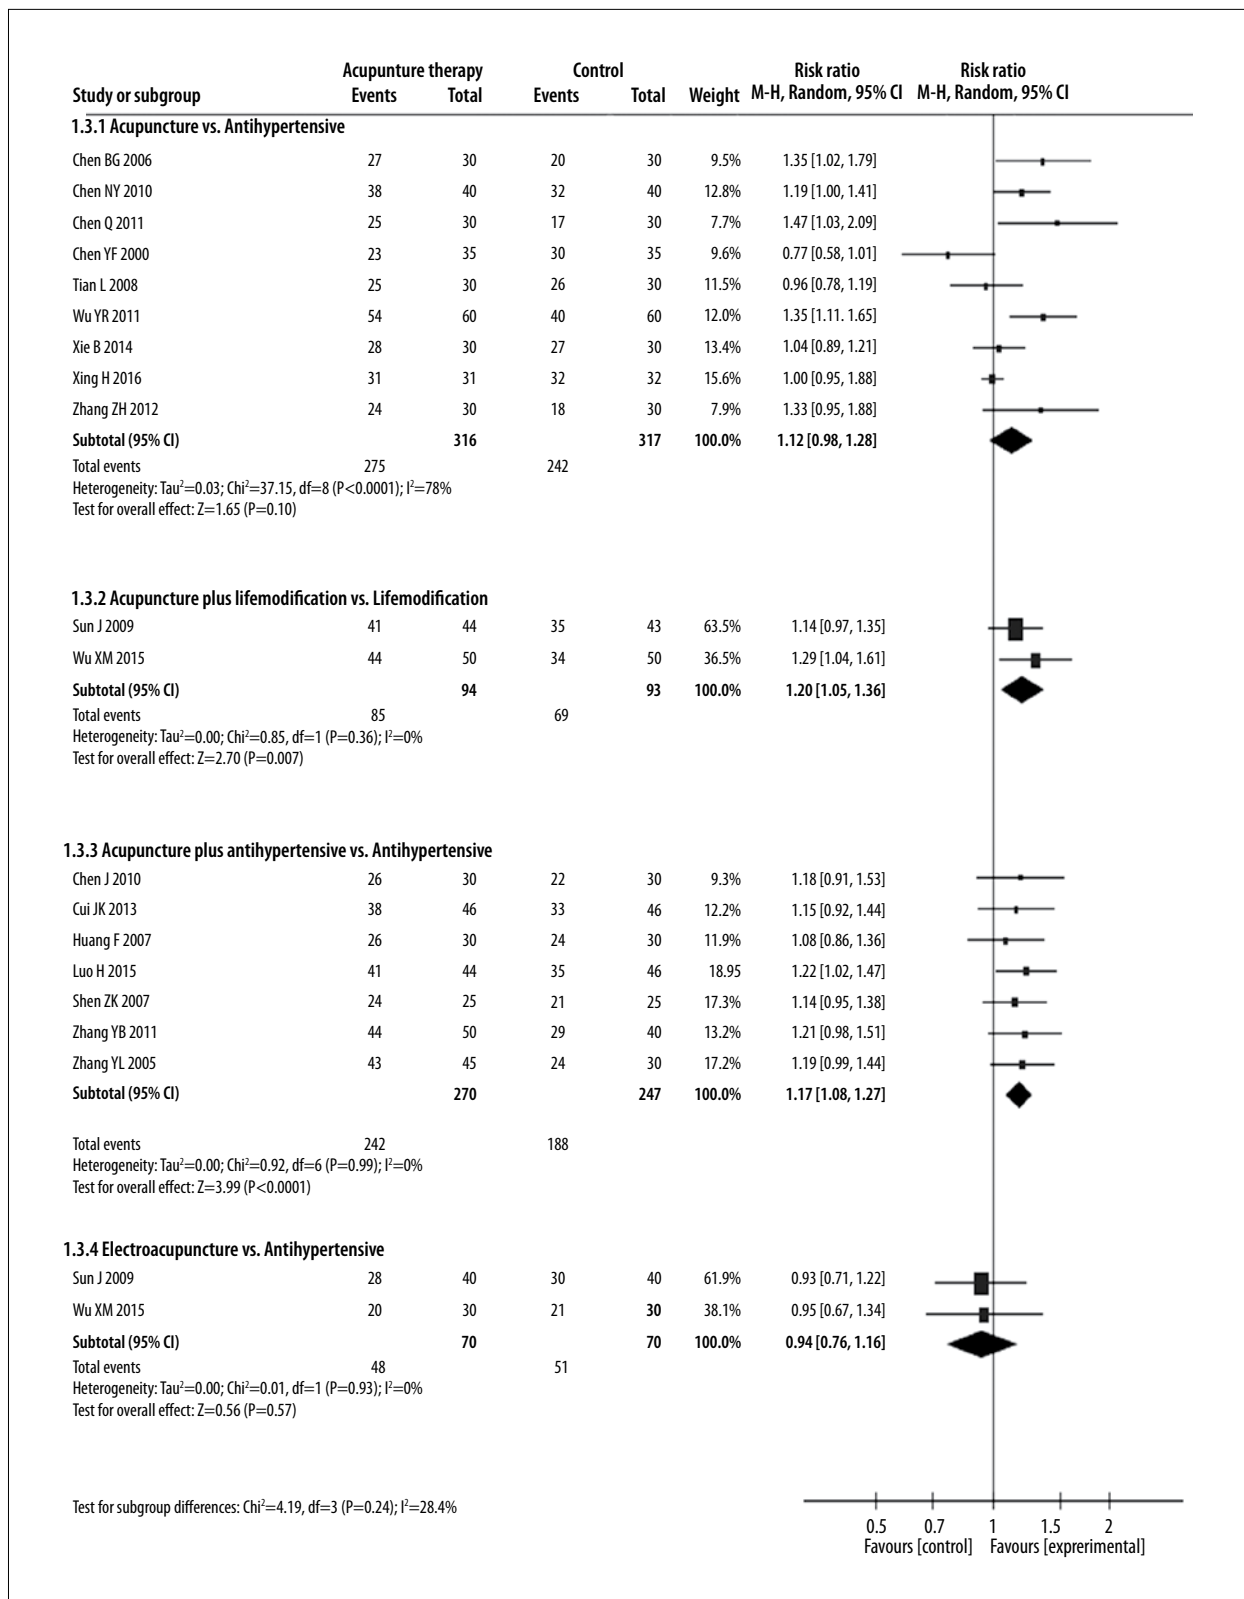 Acupunture therapy Control Risk ratio Risk ratio
Study or subgroup Events Total Events Total Weight M-H, Random, 95% CI M-H, Random, 95% CI
1.3.1 Acupuncture vs. Antihypertensive
Chen BG 2006 27 30 20 30 9.5% 1.35 [1.02, 1.79]
Chen NY 2010 38 40 32 40 12.8% 1.19 [1.00, 1.41]
Chen Q 2011 25 30 17 30 7.7% 1.47 [1.03, 2.09]
Chen YF 2000 23 35 30 35 9.6% 0.77 [0.58, 1.01]
Tian L 2008 25 30 26 30 11.5% 0.96 [0.78, 1.19]
Wu YR 2011 54 60 40 60 12.0% 1.35 [1.11. 1.65]
Xie B 2014 28 30 27 30 13.4% 1.04 [0.89, 1.21]
Xing H 2016 31 31 32 32 15.6% 1.00 [0.95, 1.88]
Zhang ZH 2012 24 30 18 30 7.9% 1.33 [0.95, 1.88]
Subtotal (95% CI) 316 317 100.0% 1.12 [0.98, 1.28]
Total events 275 242
Heterogeneity: Tau²=0.03; Chi²=37.15, df=8 (P<0.0001); I²=78%
Test for overall effect: Z=1.65 (P=0.10)
1.3.2 Acupuncture plus lifemodification vs. Lifemodification
Sun J 2009 41 44 35 43 63.5% 1.14 [0.97, 1.35]
Wu XM 2015 44 50 34 50 36.5% 1.29 [1.04, 1.61]
Subtotal (95% CI) 94 93 100.0% 1.20 [1.05, 1.36]
Total events 85 69
Heterogeneity: Tau²=0.00; Chi²=0.85, df=1 (P=0.36); I²=0%
Test for overall effect: Z=2.70 (P=0.007)
1.3.3 Acupuncture plus antihypertensive vs. Antihypertensive
Chen J 2010 26 30 22 30 9.3% 1.18 [0.91, 1.53]
Cui JK 2013 38 46 33 46 12.2% 1.15 [0.92, 1.44]
Huang F 2007 26 30 24 30 11.9% 1.08 [0.86, 1.36]
Luo H 2015 41 44 35 46 18.95 1.22 [1.02, 1.47]
Shen ZK 2007 24 25 21 25 17.3% 1.14 [0.95, 1.38]
Zhang YB 2011 44 50 29 40 13.2% 1.21 [0.98, 1.51]
Zhang YL 2005 43 45 24 30 17.2% 1.19 [0.99, 1.44]
Subtotal (95% CI) 270 247 100.0% 1.17 [1.08, 1.27]
Total events 242 188
Heterogeneity: Tau²=0.00; Chi²=0.92, df=6 (P=0.99); I²=0%
Test for overall effect: Z=3.99 (P<0.0001)
1.3.4 Electroacupuncture vs. Antihypertensive
Sun J 2009 28 40 30 40 61.9% 0.93 [0.71, 1.22]
Wu XM 2015 20 30 21 30 38.1% 0.95 [0.67, 1.34]
Subtotal (95% CI) 70 70 100.0% 0.94 [0.76, 1.16]
Total events 48 51
Heterogeneity: Tau²=0.00; Chi²=0.01, df=1 (P=0.93); I²=0%
Test for overall effect: Z=0.56 (P=0.57)
Test for subgroup differences: Chi²=4.19, df=3 (P=0.24); I²=28.4%
0.5 0.7 1 1.5 2
Favours [control] Favours [exprerimental]